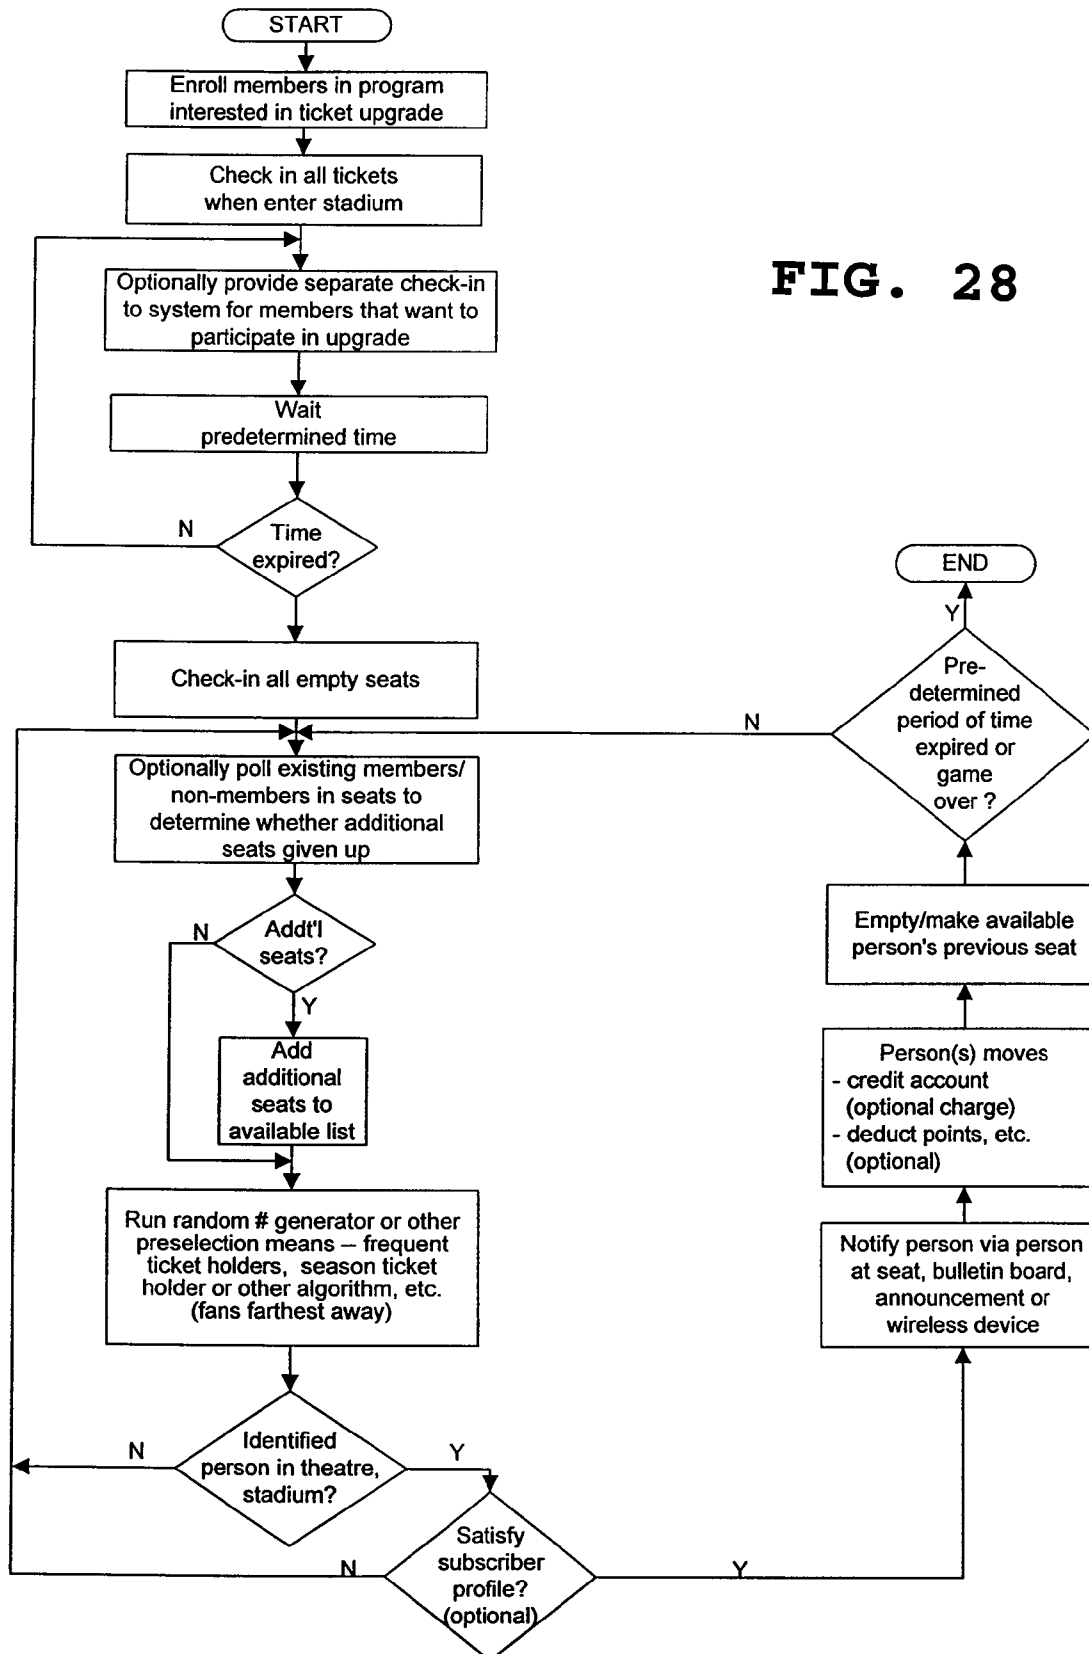 START
Enroll members in program
interested in ticket upgrade
Check in all tickets
when enter stadium
FIG. 28
Optionally provide separate check-in
to system for members that want to
participate in upgrade
Wait
predetermined time
N
Time
expired?
Check-in all empty seats
Optionally poll existing members/
non-members in seats to
determine whether additional
seats given up
N
Addt'l
seats?
Y
Add
additional
seats to
available list
Run random # generator or other
preselection means – frequent
ticket holders, season ticket
holder or other algorithm, etc.
(fans farthest away)
N
Identified
person in theatre,
stadium?
Y
N
Satisfy
subscriber
profile?
(optional)
Y
Notify person via person
at seat, bulletin board,
announcement or
wireless device
Person(s) moves
- credit account
(optional charge)
- deduct points, etc.
(optional)
Empty/make available
person's previous seat
N
Pre-
determined
period of time
expired or
game
over ?
Y
END